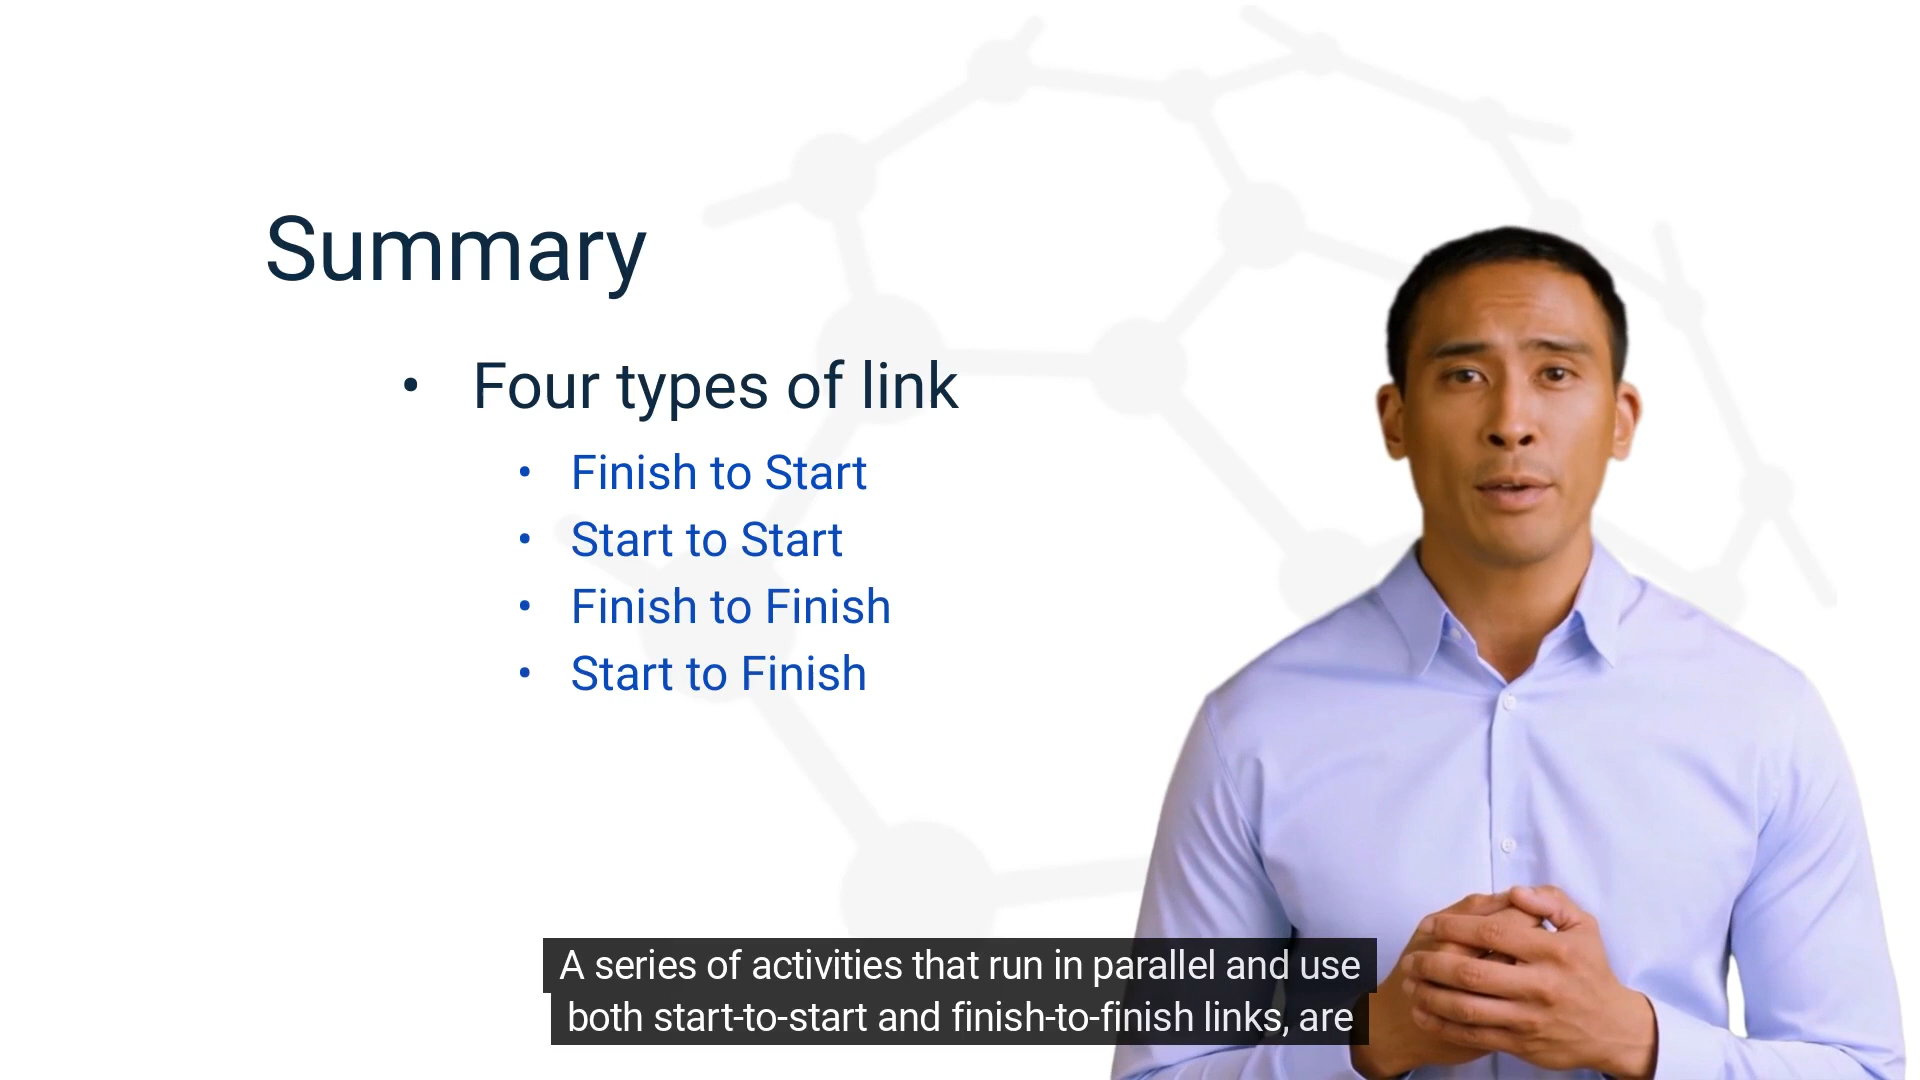 Summary
• Four types of link
• Finish to Start
• Start to Start
• Finish to Finish
• Start to Finish
A series of activities that run in parallel and use
both start-to-start and finish-to-finish links, are